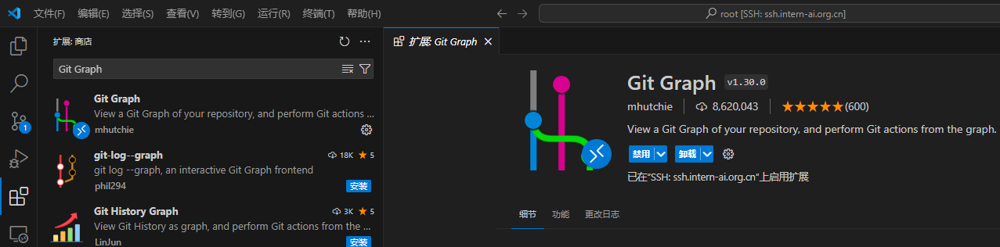 文件(F) 编辑(E) 选择(S) 查看(V) 转到(G) 运行(R) 终端(T) 帮助(H) root [SSH: ssh.intern-ai.org.cn]
扩展: 商店
Git Graph
Git Graph
View a Git Graph of your repository, and perform Git actions ...
mhutchie
git-log--graph 18K 5
git log --graph, an interactive Git Graph frontend
phil294 安装
Git History Graph 3K 5
View Git History as graph, and perform Git actions from the ...
LinJun 安装
1
扩展: Git Graph
Git Graph v1.30.0
mhutchie 8,620,043 (600)
View a Git Graph of your repository, and perform Git actions from the graph.
禁用 卸载
已在“SSH: ssh.intern-ai.org.cn”上启用扩展
细节 功能 更改日志